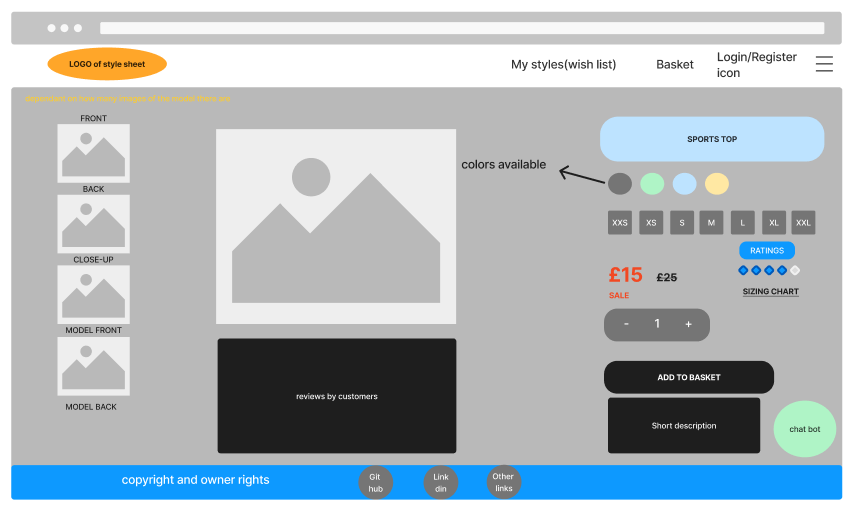 LOGO of style sheet
My styles(wish list)
Basket
Login/Register
icon
dependent on how many images of the model there are
FRONT
BACK
CLOSE-UP
MODEL FRONT
MODEL BACK
colors available
reviews by customers
SPORTS TOP
XXS XS S M L XL XXL
RATINGS
£15 £25
SALE
SIZING CHART
- 1 +
ADD TO BASKET
Short description
chat bot
copyright and owner rights
Git
hub
Link
din
Other
links